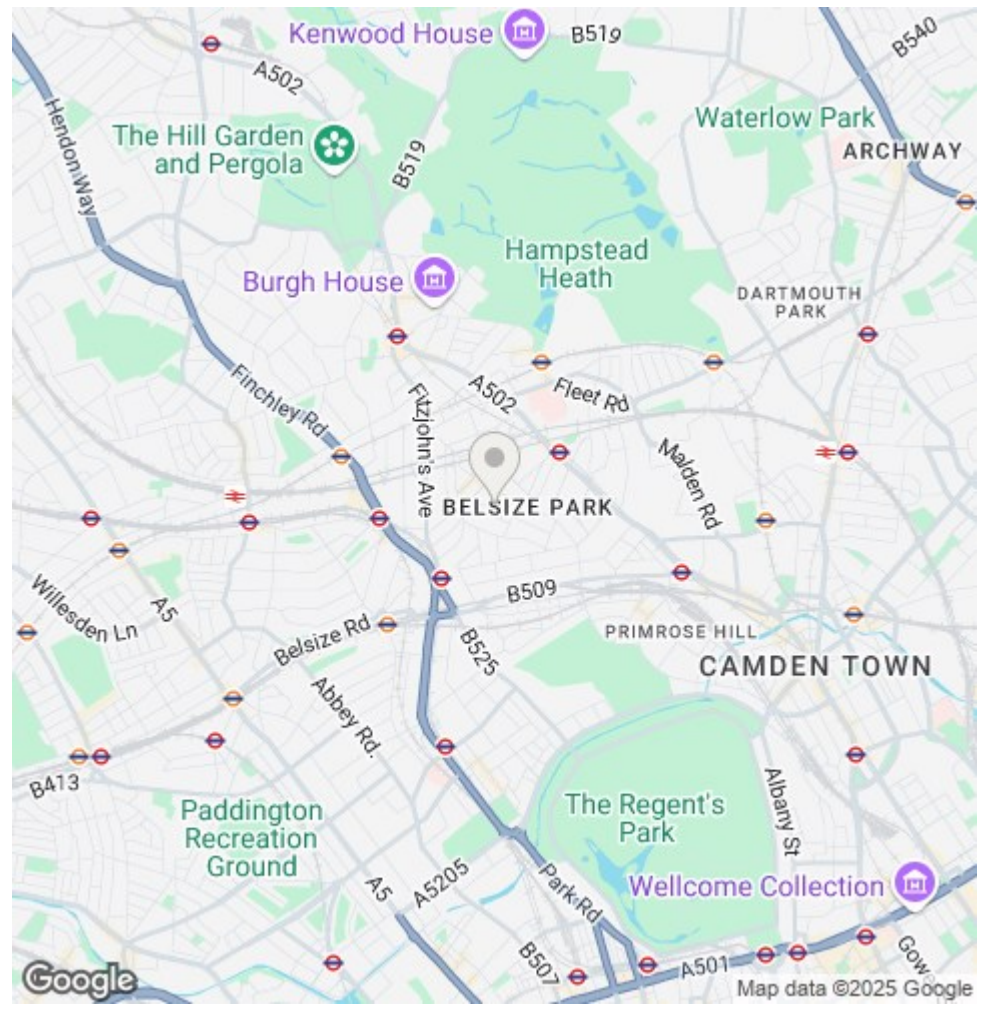 Kenwood House
B519
B540
A502
Waterlow Park
The Hill Garden
and Pergola
B519
ARCHWAY
Hendon Way
Hampstead
Heath
Burgh House
DARTMOUTH
PARK
Finchley Rd
Fitzjohn's Ave
A502
Fleet Rd
Malden Rd
BELSIZE PARK
Willesden Ln
A5
B509
Belsize Rd
B525
PRIMROSE HILL
CAMDEN TOWN
Abbey Rd.
B413
Paddington
Recreation
Ground
The Regent's
Park
Albany St
A5
A5205
Park Rd
Wellcome Collection
B507
A501
Gow
Google
Map data ©2025 Google